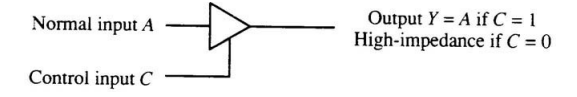 Normal input A
Output Y = A if C = 1
High-impedance if C = 0
Control input C